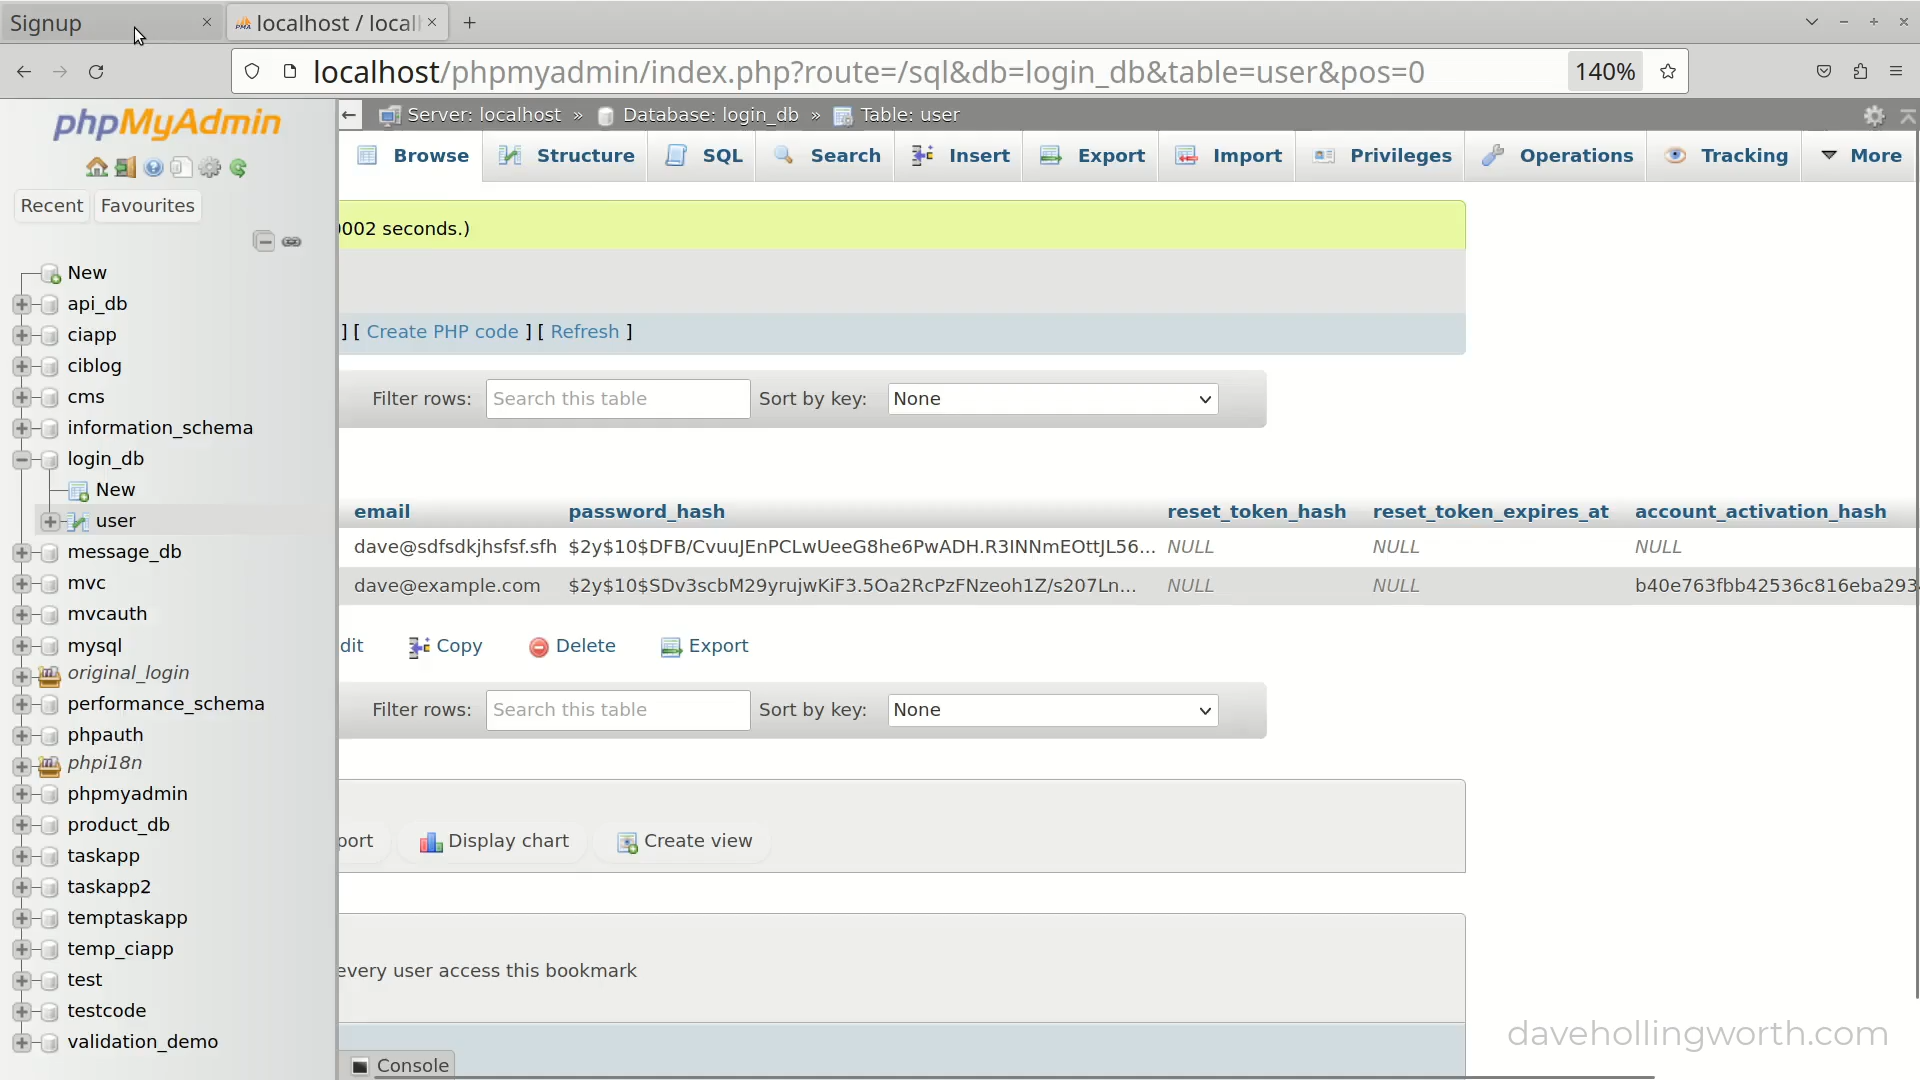 Signup
localhost / local
localhost/phpmyadmin/index.php?route=/sql&db=login_db&table=user&pos=0
140%
phpMyAdmin
Recent
Favourites
New
api_db
ciapp
ciblog
cms
information_schema
login_db
New
user
message_db
mvc
mvcauth
mysql
original_login
performance_schema
phpauth
phpi18n
phpmyadmin
product_db
taskapp
taskapp2
temptaskapp
temp_ciapp
test
testcode
validation_demo
Server: localhost » Database: login_db » Table: user
Browse Structure SQL Search Insert Export Import Privileges Operations Tracking More
002 seconds.)
] [ Create PHP code ] [ Refresh ]
Filter rows: Search this table Sort by key: None
email password_hash reset_token_hash reset_token_expires_at account_activation_hash
dave@sdfsdkjhsfsf.sfh $2y$10$DFB/CvuuJEnPCLwUeeG8he6PwADH.R3INNmEOttJL56... NULL NULL NULL
dave@example.com $2y$10$SDv3scbM29yrujwKiF3.5Oa2RcPzFNzeoh1Z/s207Ln... NULL NULL b40e763fbb42536c816eba293
dit Copy Delete Export
Filter rows: Search this table Sort by key: None
port Display chart Create view
every user access this bookmark
Console
davehollingworth.com